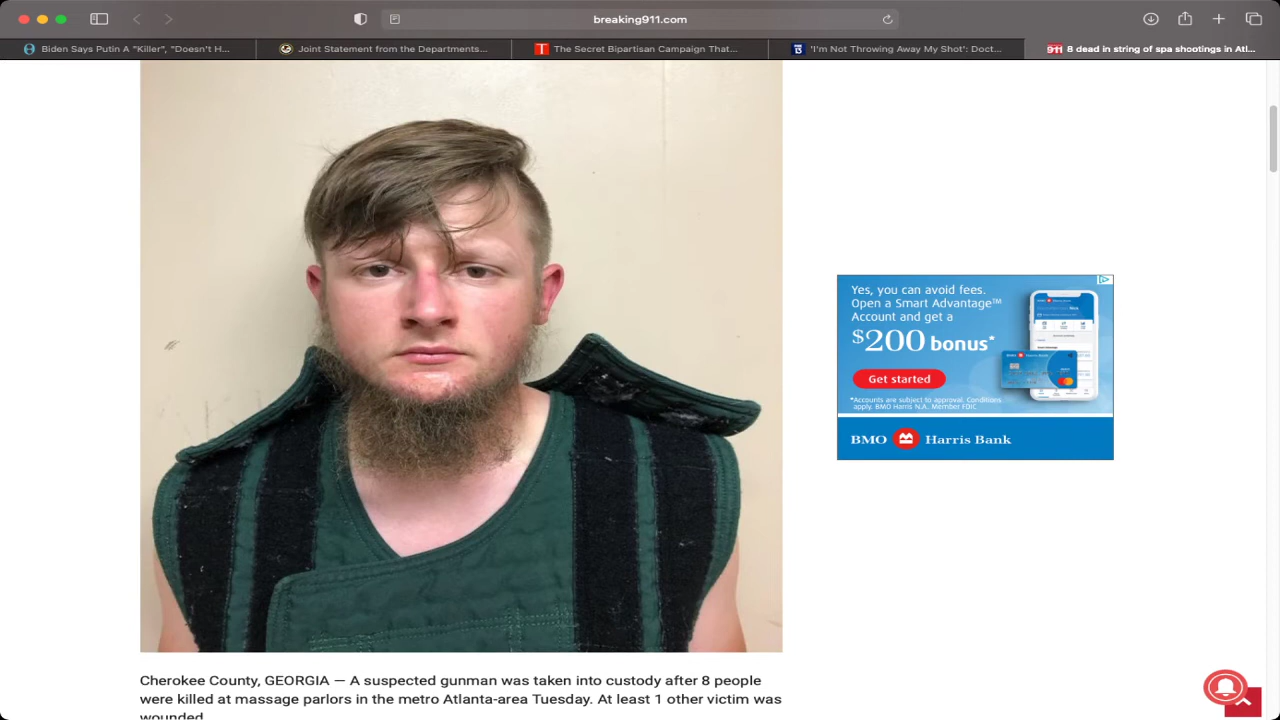 breaking911.com
Biden Says Putin A "Killer", "Doesn't H...
Joint Statement from the Departments...
The Secret Bipartisan Campaign That...
'I'm Not Throwing Away My Shot': Doct...
911 8 dead in string of spa shootings in Atl...
Yes, you can avoid fees.
Open a Smart Advantage™
Account and get a
$200 bonus*
Get started
*Accounts are subject to approval. Conditions
apply. BMO Harris N.A. Member FDIC
BMO Harris Bank
Cherokee County, GEORGIA — A suspected gunman was taken into custody after 8 people
were killed at massage parlors in the metro Atlanta-area Tuesday. At least 1 other victim was
wounded